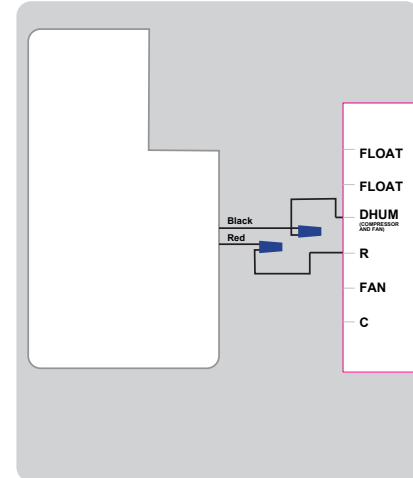 FLOAT
FLOAT
Black
DHUM
(COMPRESSOR
AND FAN)
Red
R
FAN
C